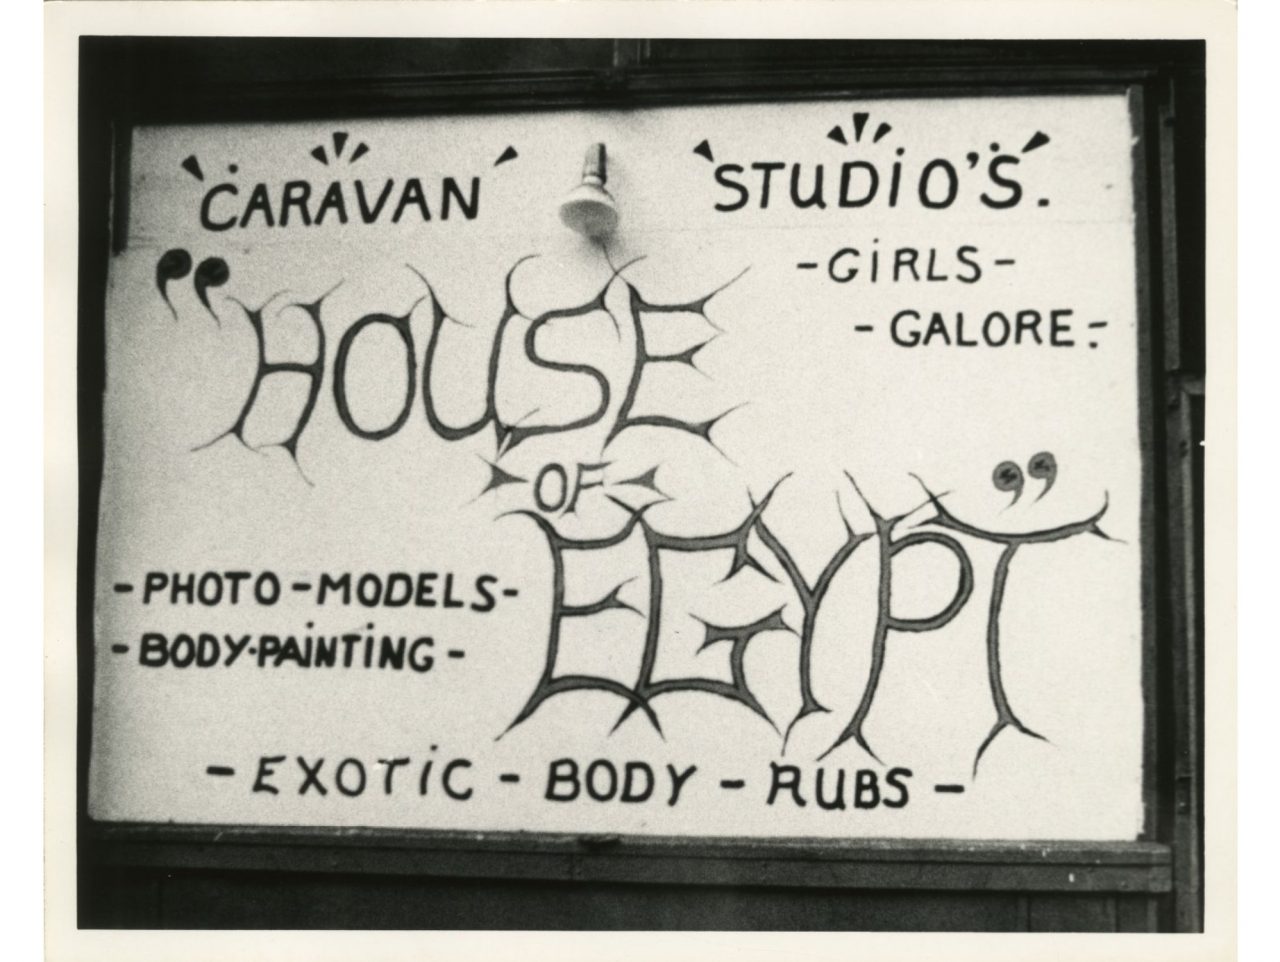 CARAVAN STUDIO'S.
-GIRLS-
-GALORE-
"HOUSE
OF
EGYPT"
-PHOTO-MODELS-
-BODY-PAINTING-
-EXOTIC-BODY-RUBS-